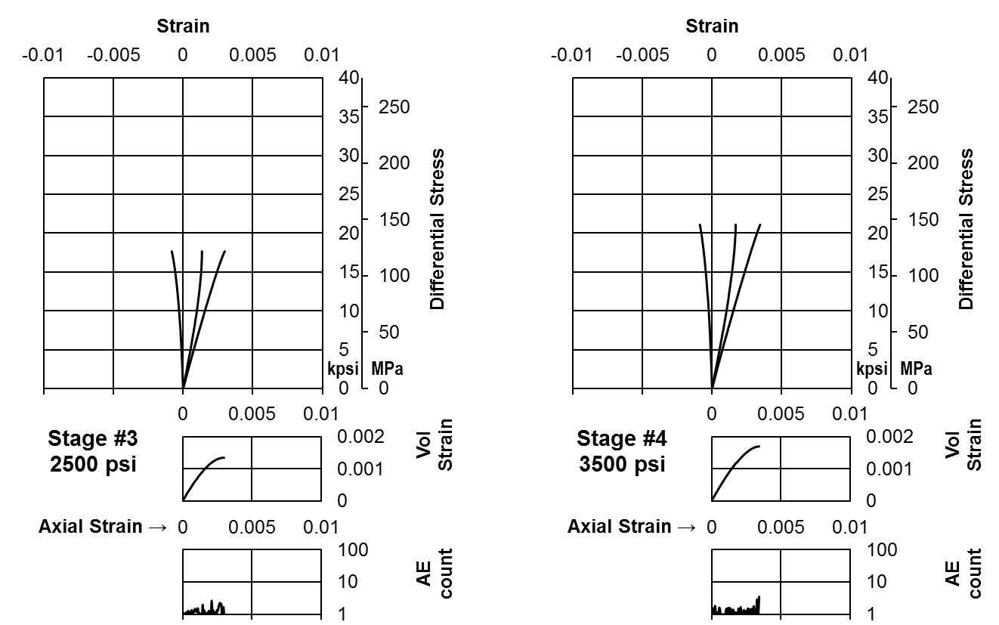 Strain
-0.01 -0.005 0 0.005 0.01
40
35
30
25
20
15
10
5
kpsi
0
250
200
150
100
50
MPa
0
Differential Stress
0 0.005 0.01
Stage #3
2500 psi
0.002
0.001
0
Vol
Strain
Axial Strain → 0 0.005 0.01
100
10
1
AE
count
Strain
-0.01 -0.005 0 0.005 0.01
40
35
30
25
20
15
10
5
kpsi
0
250
200
150
100
50
MPa
0
Differential Stress
0 0.005 0.01
Stage #4
3500 psi
0.002
0.001
0
Vol
Strain
Axial Strain → 0 0.005 0.01
100
10
1
AE
count